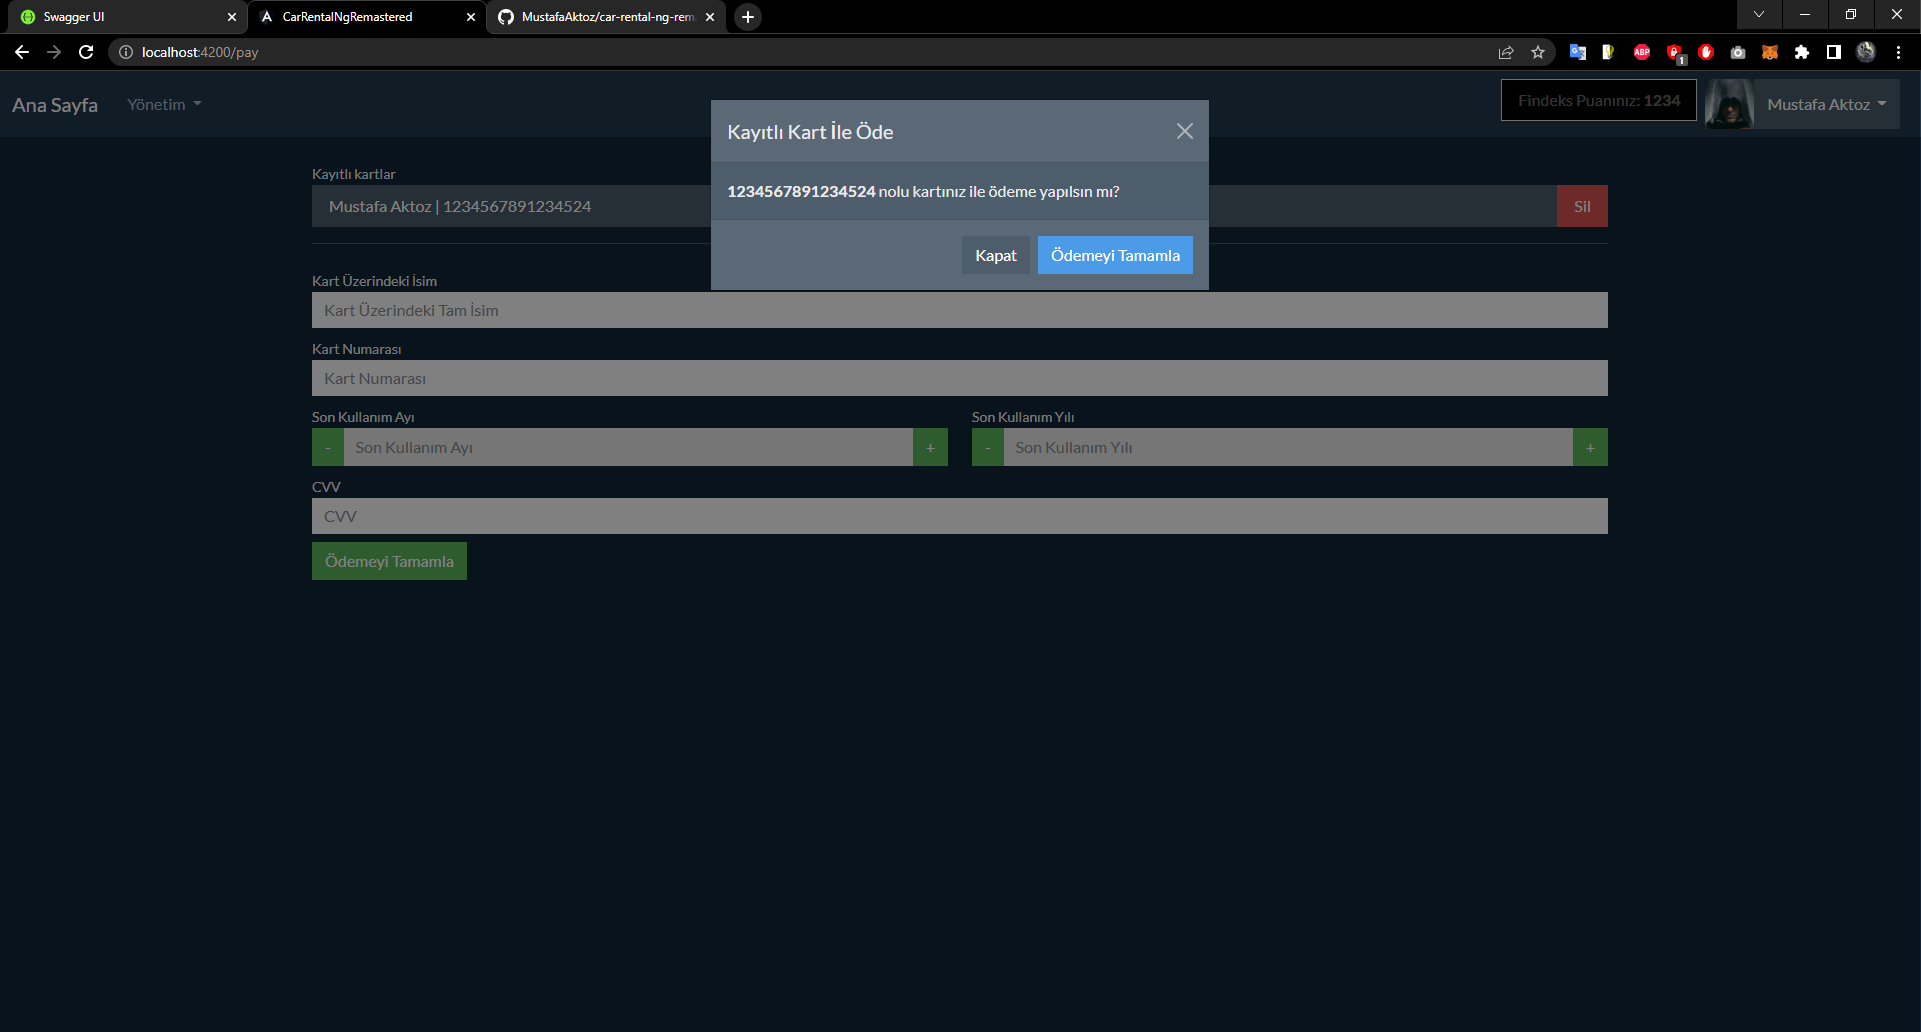 Swagger UI
CarRentalNgRemastered
MustafaAktoz/car-rental-ng-rem
localhost:4200/pay
ABP
1
Ana Sayfa
Yönetim
Findeks Puanınız: 1234
Mustafa Aktoz
Kayıtlı Kart İle Öde
1234567891234524 nolu kartınız ile ödeme yapılsın mı?
Kapat
Ödemeyi Tamamla
Kayıtlı kartlar
Mustafa Aktoz | 1234567891234524
Sil
Kart Üzerindeki İsim
Kart Üzerindeki Tam İsim
Kart Numarası
Kart Numarası
Son Kullanım Ayı
- Son Kullanım Ayı +
Son Kullanım Yılı
- Son Kullanım Yılı +
CVV
CVV
Ödemeyi Tamamla